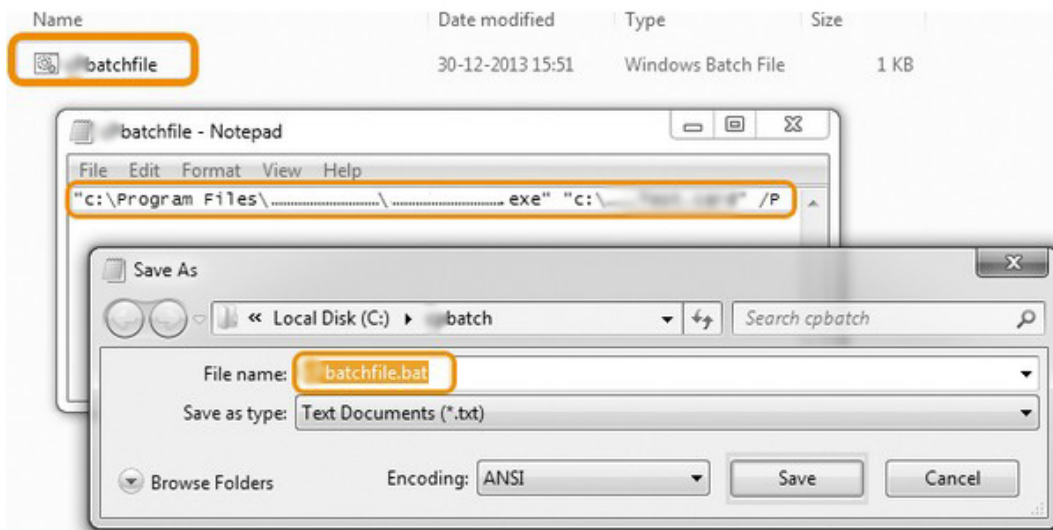 Name Date modified Type Size
batchfile 30-12-2013 15:51 Windows Batch File 1 KB
batchfile - Notepad
File Edit Format View Help
"c:\Program Files\..............\...............exe" "c:\ " /P
Save As
« Local Disk (C:) ▸ batch Search cpbatch
File name: batchfile.bat
Save as type: Text Documents (*.txt)
Browse Folders Encoding: ANSI Save Cancel